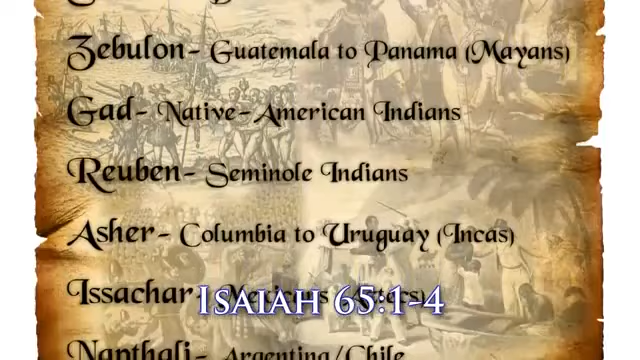 Zebulon- Guatemala to Panama (Mayans)
Gad- Native-American Indians
Reuben- Seminole Indians
Asher- Columbia to Uruguay (Incas)
Issachar
Isaiah 65:1-4
Napthali- Argentina/Chile